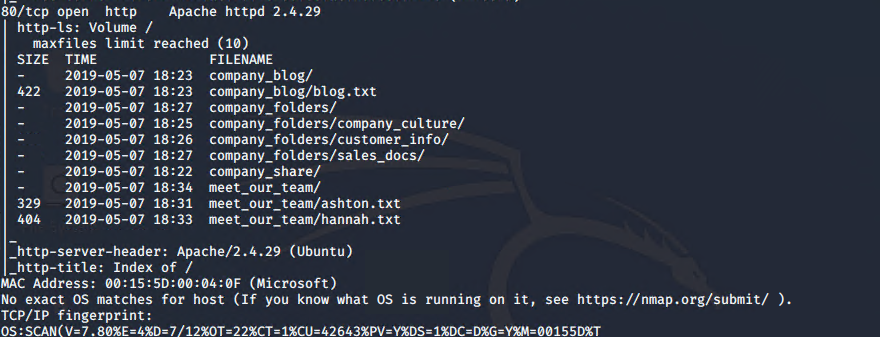 80/tcp open  http    Apache httpd 2.4.29
| http-ls: Volume /
|   maxfiles limit reached (10)
| SIZE  TIME              FILENAME
| -     2019-05-07 18:23  company_blog/
| 422   2019-05-07 18:23  company_blog/blog.txt
| -     2019-05-07 18:27  company_folders/
| -     2019-05-07 18:25  company_folders/company_culture/
| -     2019-05-07 18:26  company_folders/customer_info/
| -     2019-05-07 18:27  company_folders/sales_docs/
| -     2019-05-07 18:22  company_share/
| -     2019-05-07 18:34  meet_our_team/
| 329   2019-05-07 18:31  meet_our_team/ashton.txt
| 404   2019-05-07 18:33  meet_our_team/hannah.txt
|_
|_http-server-header: Apache/2.4.29 (Ubuntu)
|_http-title: Index of /
MAC Address: 00:15:5D:00:04:0F (Microsoft)
No exact OS matches for host (If you know what OS is running on it, see https://nmap.org/submit/ ).
TCP/IP fingerprint:
OS:SCAN(V=7.80%E=4%D=7/12%OT=22%CT=1%CU=42643%PV=Y%DS=1%DC=D%G=Y%M=00155D%T